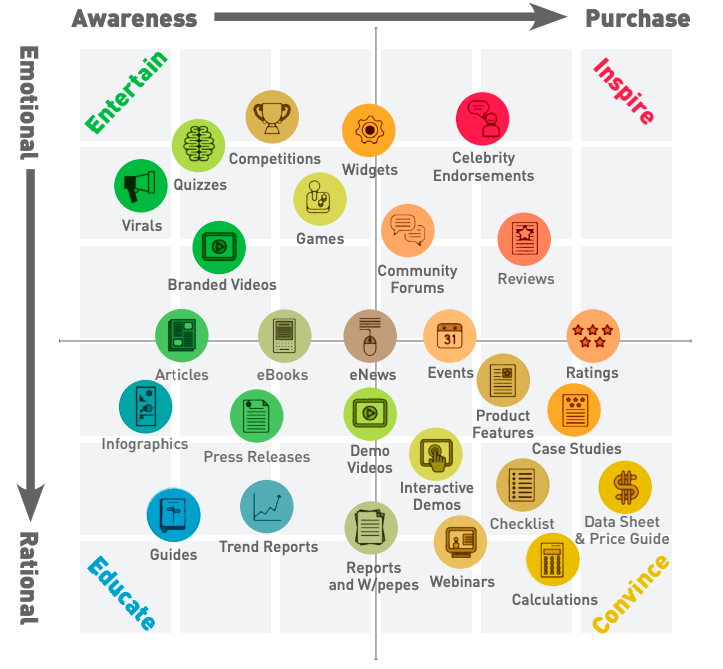 Awareness
Purchase
Emotional
Rational
Entertain
Inspire
Competitions
Widgets
Celebrity
Endorsements
Quizzes
Virals
Games
Branded Videos
Community
Forums
Reviews
31
Articles
eBooks
eNews
Events
Ratings
Infographics
Press Releases
Demo
Videos
Product
Features
Case Studies
Interactive
Demos
Checklist
Data Sheet
& Price Guide
Guides
Trend Reports
Reports
and W/pepes
Webinars
Calculations
Educate
Convince